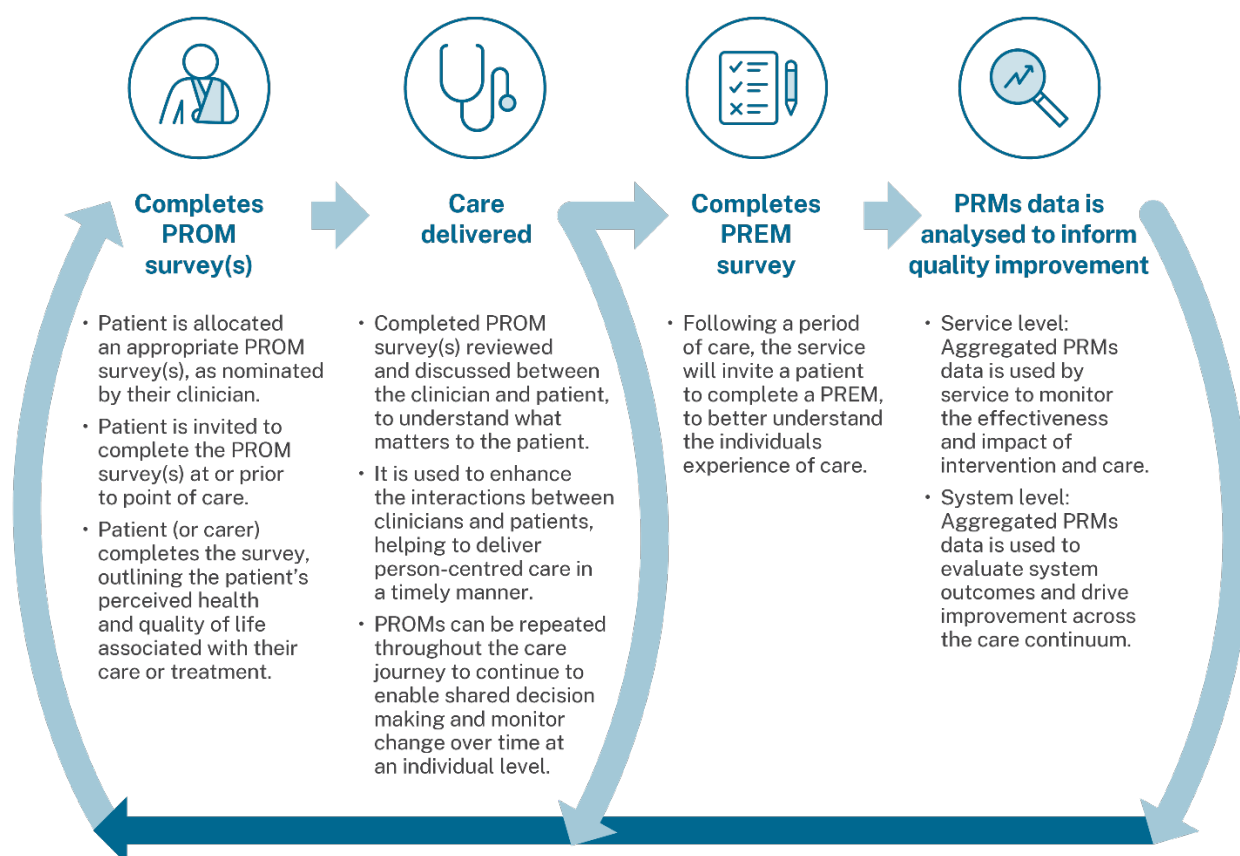 Completes
PROM
survey(s)
Care
delivered
Completes
PREM
survey
PRMs data is
analysed to inform
quality improvement
• Patient is allocated
an appropriate PROM
survey(s), as nominated
by their clinician.
• Patient is invited to
complete the PROM
survey(s) at or prior
to point of care.
• Patient (or carer)
completes the survey,
outlining the patient’s
perceived health
and quality of life
associated with their
care or treatment.
• Completed PROM
survey(s) reviewed
and discussed between
the clinician and patient,
to understand what
matters to the patient.
• It is used to enhance
the interactions between
clinicians and patients,
helping to deliver
person-centred care in
a timely manner.
• PROMs can be repeated
throughout the care
journey to continue to
enable shared decision
making and monitor
change over time at
an individual level.
• Following a period
of care, the service
will invite a patient
to complete a PREM,
to better understand
the individuals
experience of care.
• Service level:
Aggregated PRMs
data is used by
service to monitor
the effectiveness
and impact of
intervention and care.
• System level:
Aggregated PRMs
data is used to
evaluate system
outcomes and drive
improvement across
the care continuum.